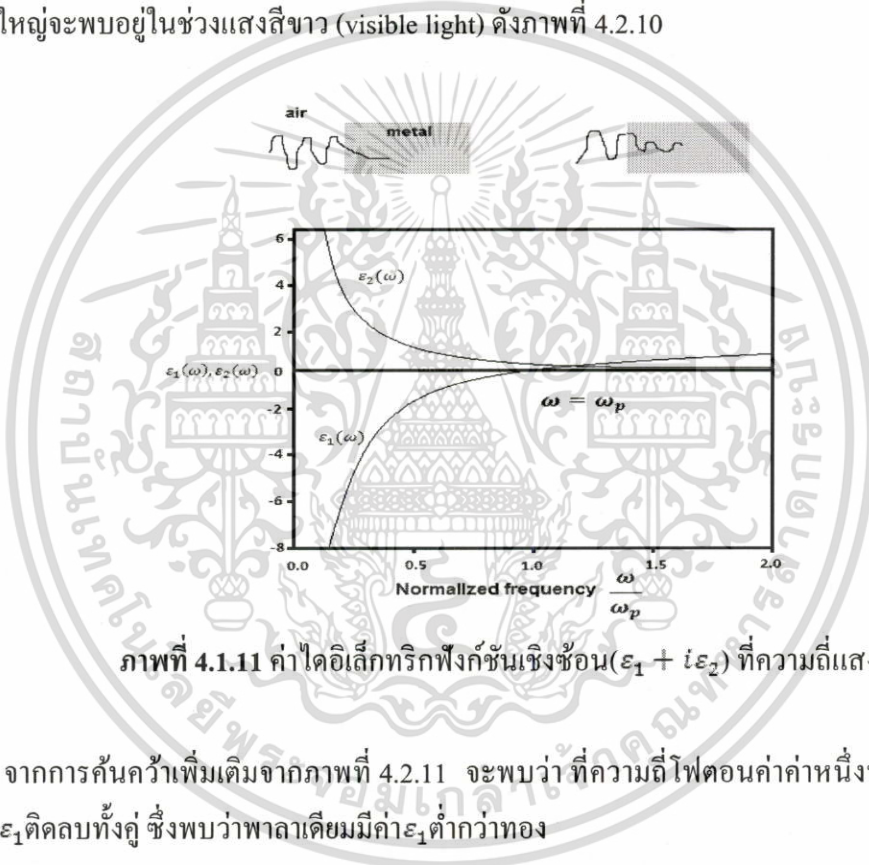 ใหญ่จะพบอยู่ในช่วงแสงสีขาว (visible light) ดังภาพที่ 4.2.10
air
metal
6
ε₂(ω)
4
2
ε₁(ω), ε₂(ω) 0
ω = ωₚ
-2
ε₁(ω)
-4
-6
-8
0.0 0.5 1.0 1.5 2.0
Normalized frequency ω/ωₚ
ภาพที่ 4.1.11 ค่าไดอิเล็กทริกฟังก์ชันเชิงซ้อน(ε₁ + iε₂) ที่ความถี่แส
จากการค้นคว้าเพิ่มเติมจากภาพที่ 4.2.11 จะพบว่า ที่ความถี่โฟตอนค่าค่าหนึ่ง
ε₁ติดลบทั้งคู่ ซึ่งพบว่าพาลาเดียมมีค่าε₁ต่ำกว่าทอง